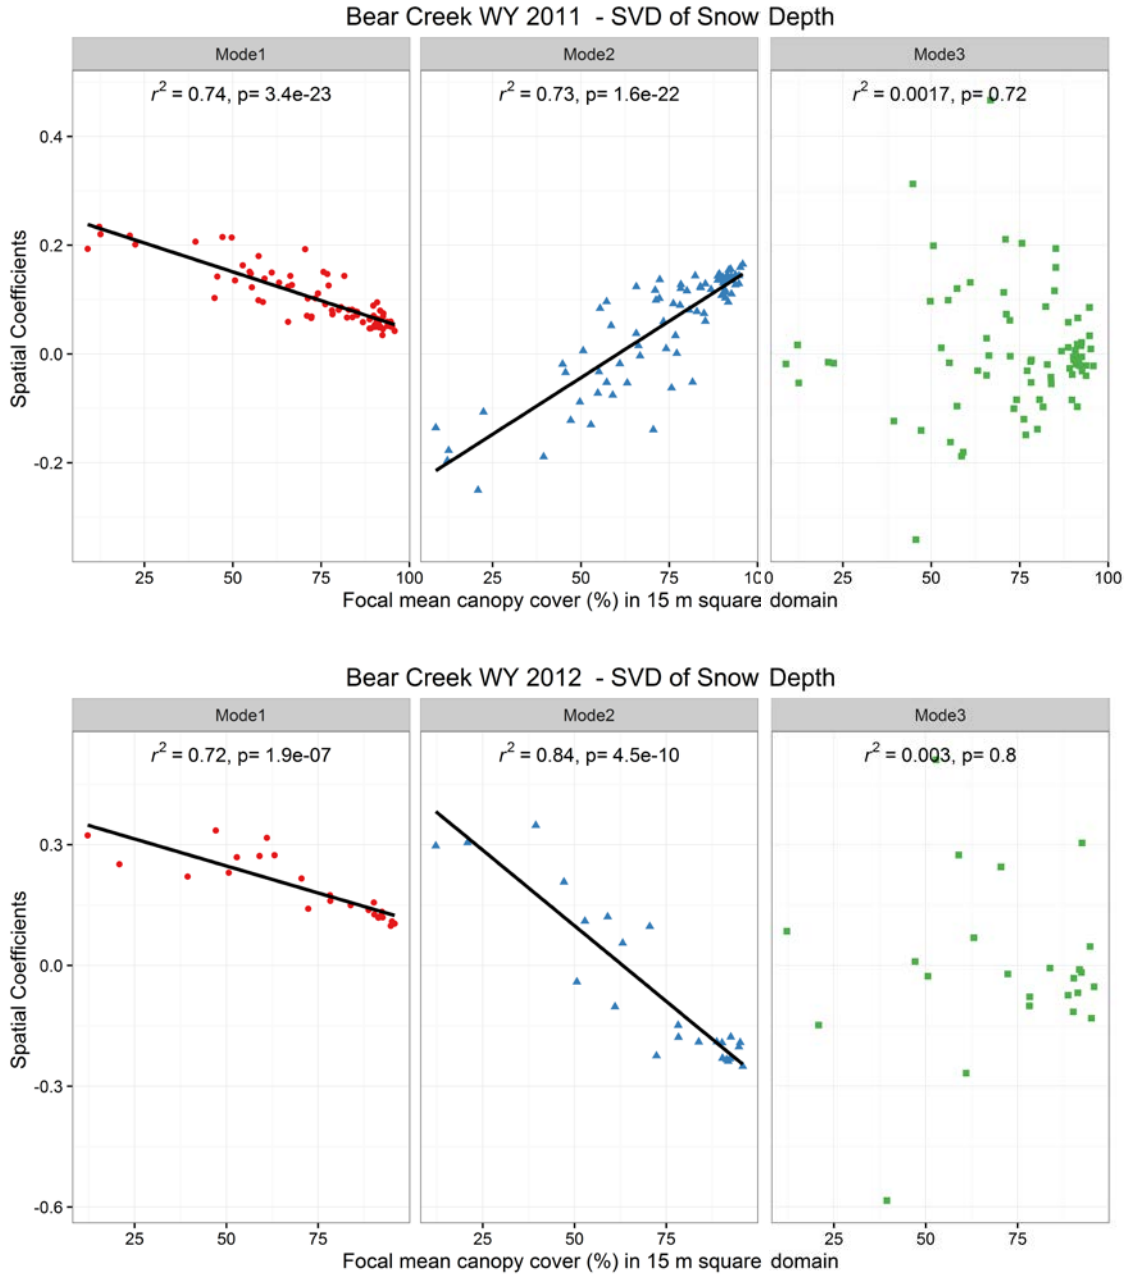 Bear Creek WY 2011 - SVD of Snow Depth
Mode1 Mode2 Mode3
r² = 0.74, p= 3.4e-23 r² = 0.73, p= 1.6e-22 r² = 0.0017, p= 0.72
0.4
0.2
0.0
-0.2
Spatial Coefficients
25 50 75 100 25 50 75 100 25 50 75 100
Focal mean canopy cover (%) in 15 m square domain
Bear Creek WY 2012 - SVD of Snow Depth
Mode1 Mode2 Mode3
r² = 0.72, p= 1.9e-07 r² = 0.84, p= 4.5e-10 r² = 0.003, p= 0.8
0.3
0.0
-0.3
-0.6
Spatial Coefficients
25 50 75 25 50 75 25 50 75
Focal mean canopy cover (%) in 15 m square domain